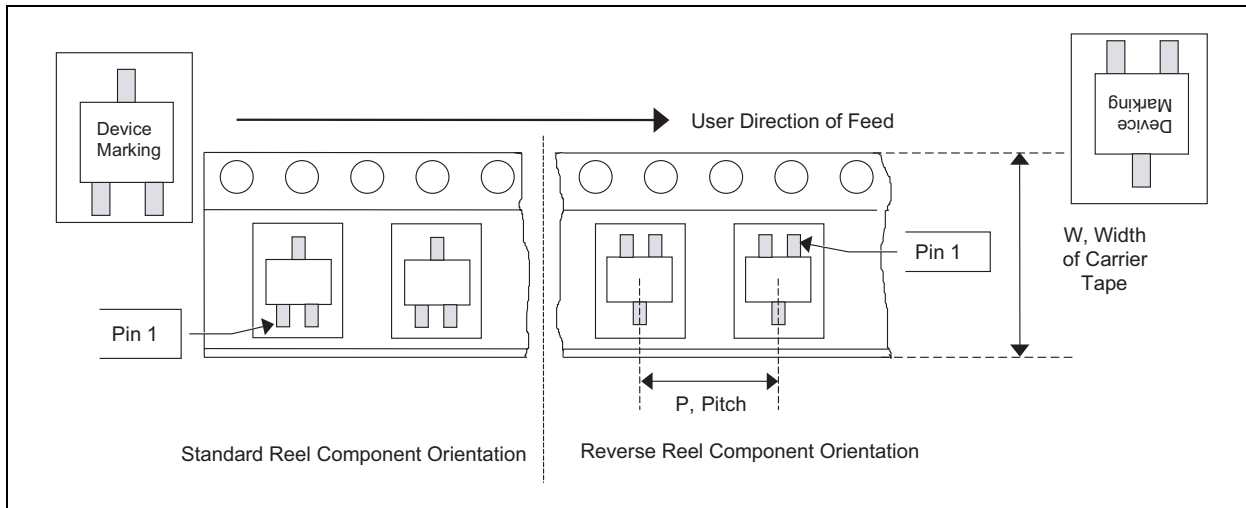 Device
Marking
User Direction of Feed
Device
Marking
Pin 1
Pin 1
W, Width
of Carrier
Tape
P, Pitch
Standard Reel Component Orientation
Reverse Reel Component Orientation